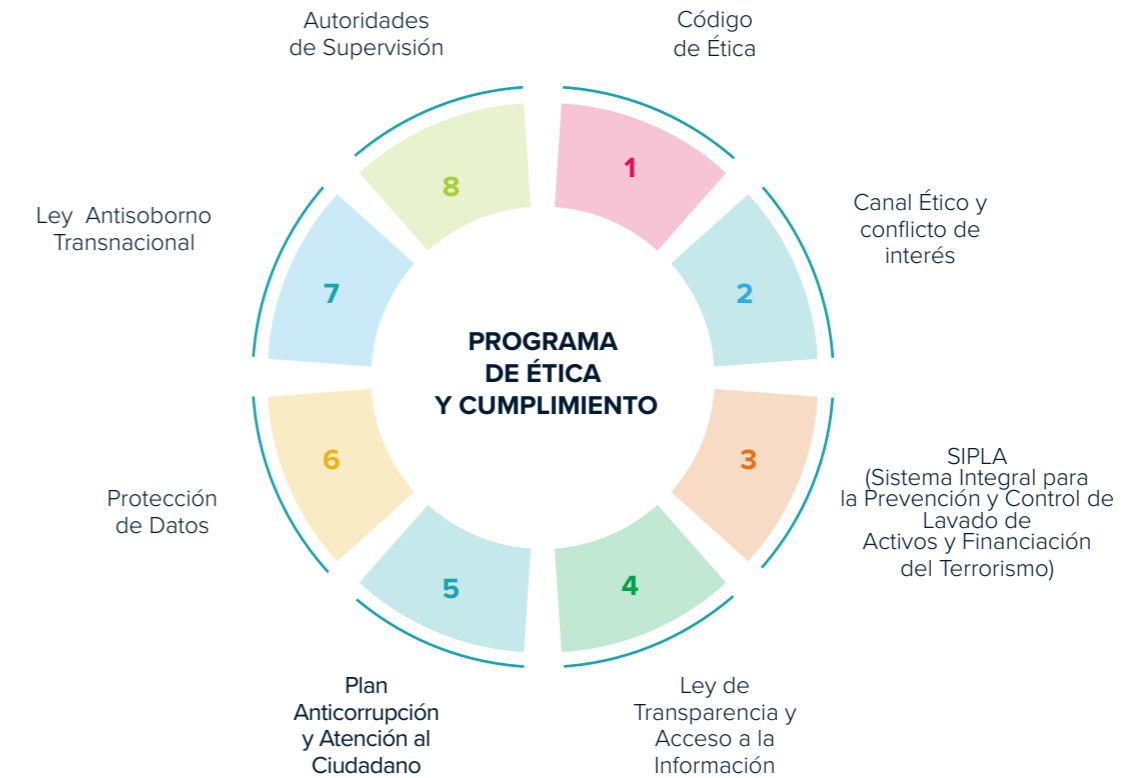 Código
de Ética
1
Canal Ético y
conflicto de
interés
2
SIPLA
(Sistema Integral para
la Prevención y Control de
Lavado de
Activos y Financiación
del Terrorismo)
3
Ley de
Transparencia y
Acceso a la
Información
4
Plan
Anticorrupción
y Atención al
Ciudadano
5
Protección
de Datos
6
Ley Antisoborno
Transnacional
7
Autoridades
de Supervisión
8
PROGRAMA
DE ÉTICA
Y CUMPLIMIENTO